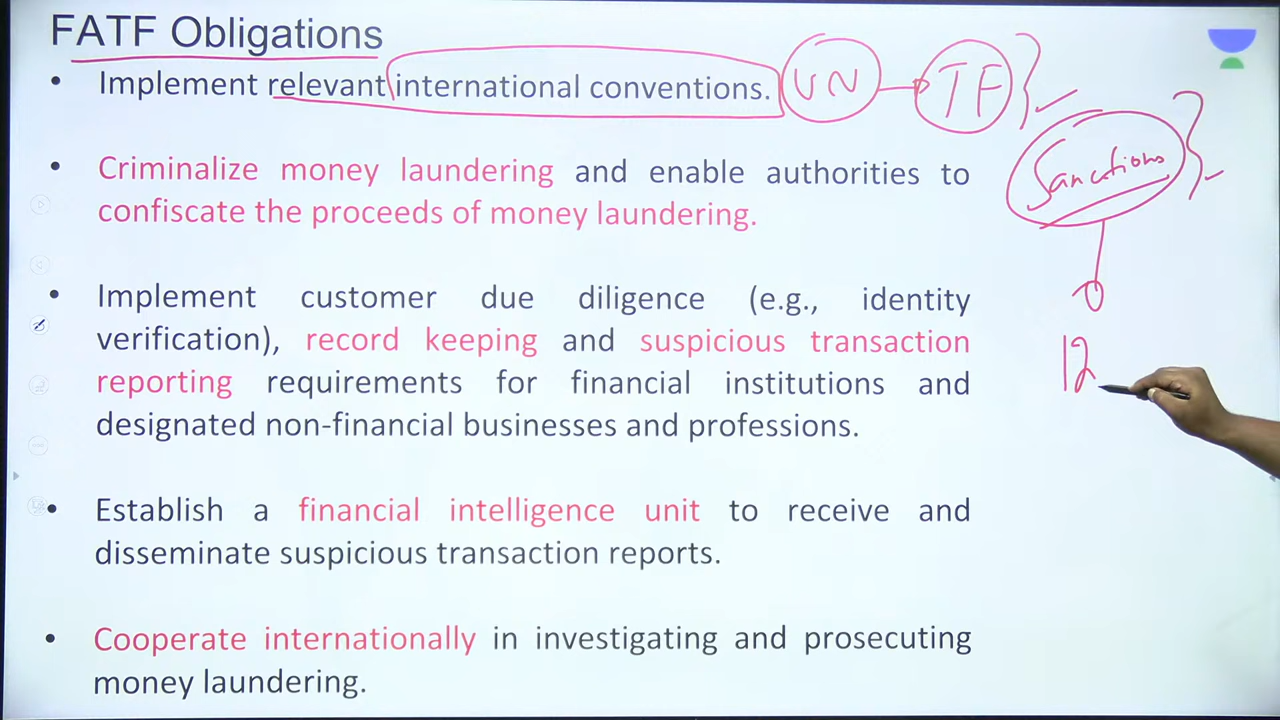 FATF Obligations
• Implement relevant international conventions.
UN
TF
Sanctions
• Criminalize money laundering and enable authorities to
confiscate the proceeds of money laundering.
• Implement customer due diligence (e.g., identity
verification), record keeping and suspicious transaction
reporting requirements for financial institutions and
designated non-financial businesses and professions.
12
• Establish a financial intelligence unit to receive and
disseminate suspicious transaction reports.
• Cooperate internationally in investigating and prosecuting
money laundering.